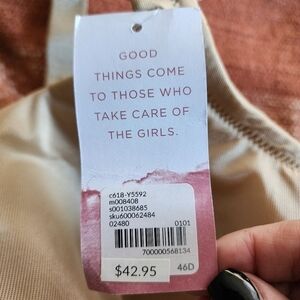 GOOD
THINGS COME
TO THOSE WHO
TAKE CARE OF
THE GIRLS.
c618-Y5592
m008408
s001038685
sku600062484
02480 0101
700000568134
$42.95 46D